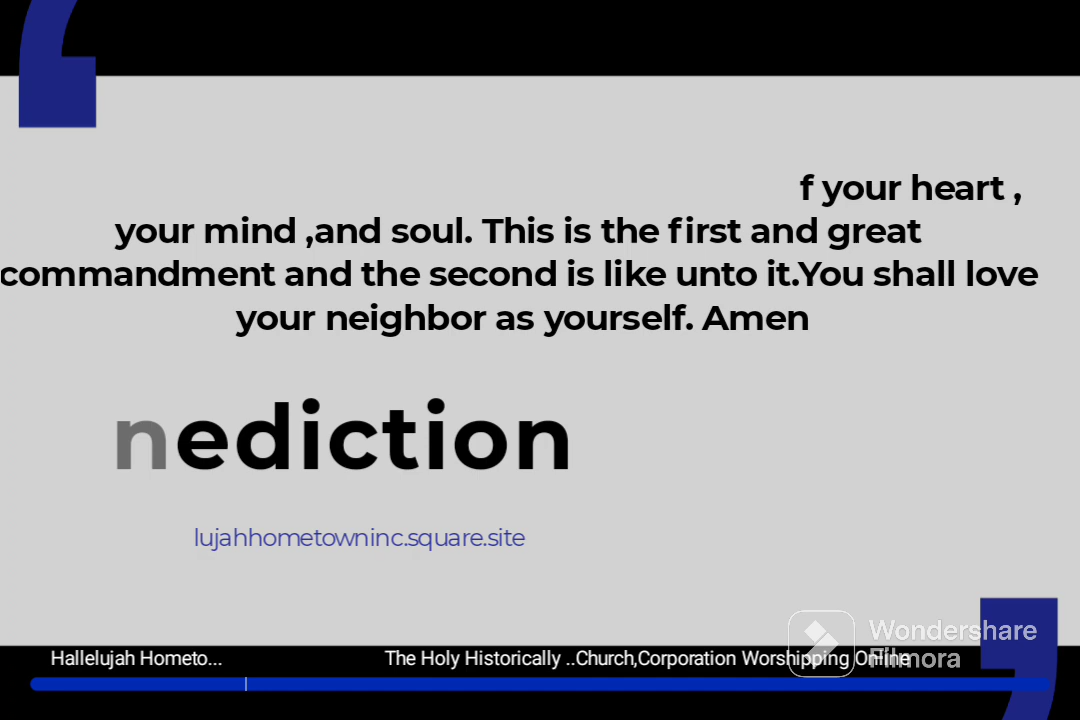 f your heart ,
your mind ,and soul. This is the first and great
commandment and the second is like unto it.You shall love
your neighbor as yourself. Amen
nediction
lujahhometowninc.square.site
Wondershare
Filmora
Hallelujah Hometo...
The Holy Historically ..Church,Corporation Worshipping Online